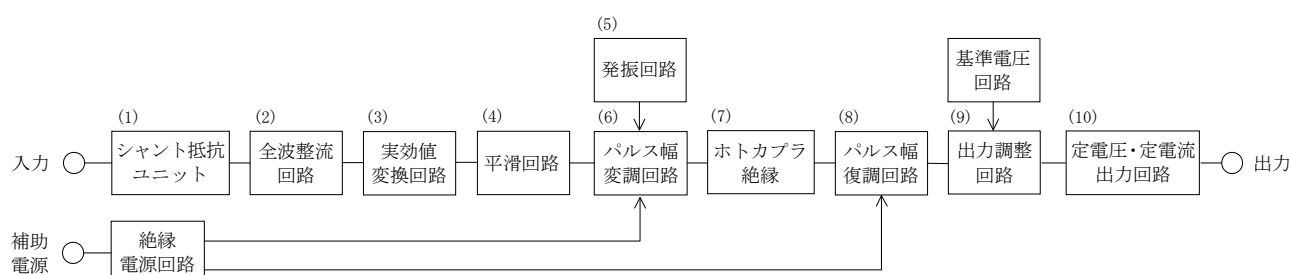 (5)
発振回路
基準電圧
回路
(1)
(2)
(3)
(4)
(6)
(7)
(8)
(9)
(10)
入力
シャント抵抗
ユニット
全波整流
回路
実効値
変換回路
平滑回路
パルス幅
変調回路
ホトカプラ
絶縁
パルス幅
復調回路
出力調整
回路
定電圧・定電流
出力回路
出力
補助
電源
絶縁
電源回路